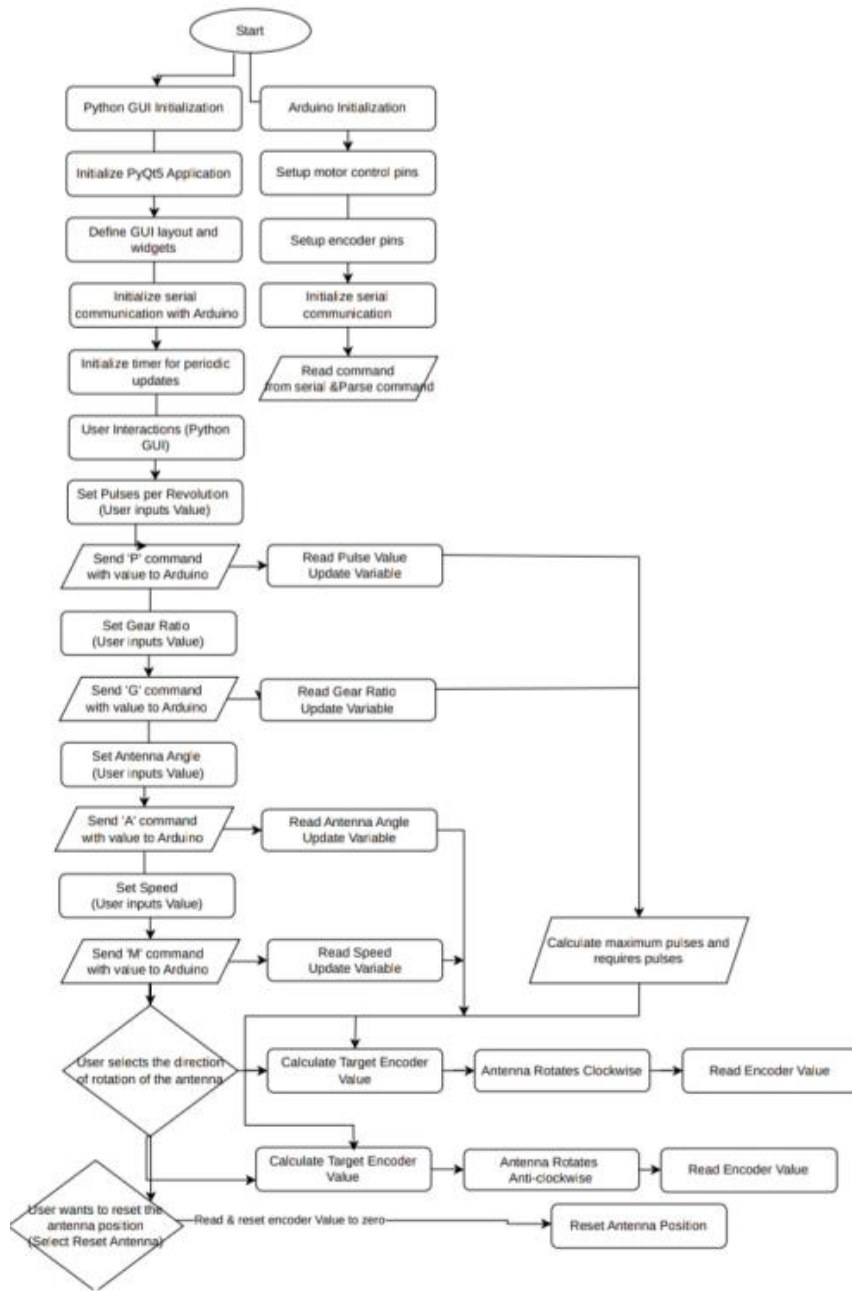 Start
Python GUI Initialization
Arduino Initialization
Initialize PyQt5 Application
Setup motor control pins
Define GUI layout and
widgets
Setup encoder pins
Initialize serial
communication with Arduino
Initialize serial
communication
Initialize timer for periodic
updates
Read command
from serial &Parse command
User Interactions (Python
GUI)
Set Pulses per Revolution
(User inputs Value)
Send 'P' command
with value to Arduino
Read Pulse Value
Update Variable
Set Gear Ratio
(User inputs Value)
Send 'G' command
with value to Arduino
Read Gear Ratio
Update Variable
Set Antenna Angle
(User inputs Value)
Send 'A' command
with value to Arduino
Read Antenna Angle
Update Variable
Set Speed
(User inputs Value)
Send 'M' command
with value to Arduino
Read Speed
Update Variable
Calculate maximum pulses and
requires pulses
User selects the direction
of rotation of the antenna
Calculate Target Encoder
Value
Antenna Rotates Clockwise
Read Encoder Value
Calculate Target Encoder
Value
Antenna Rotates
Anti-clockwise
Read Encoder Value
User wants to reset the
antenna position
(Select Reset Antenna)
Read & reset encoder Value to zero
Reset Antenna Position